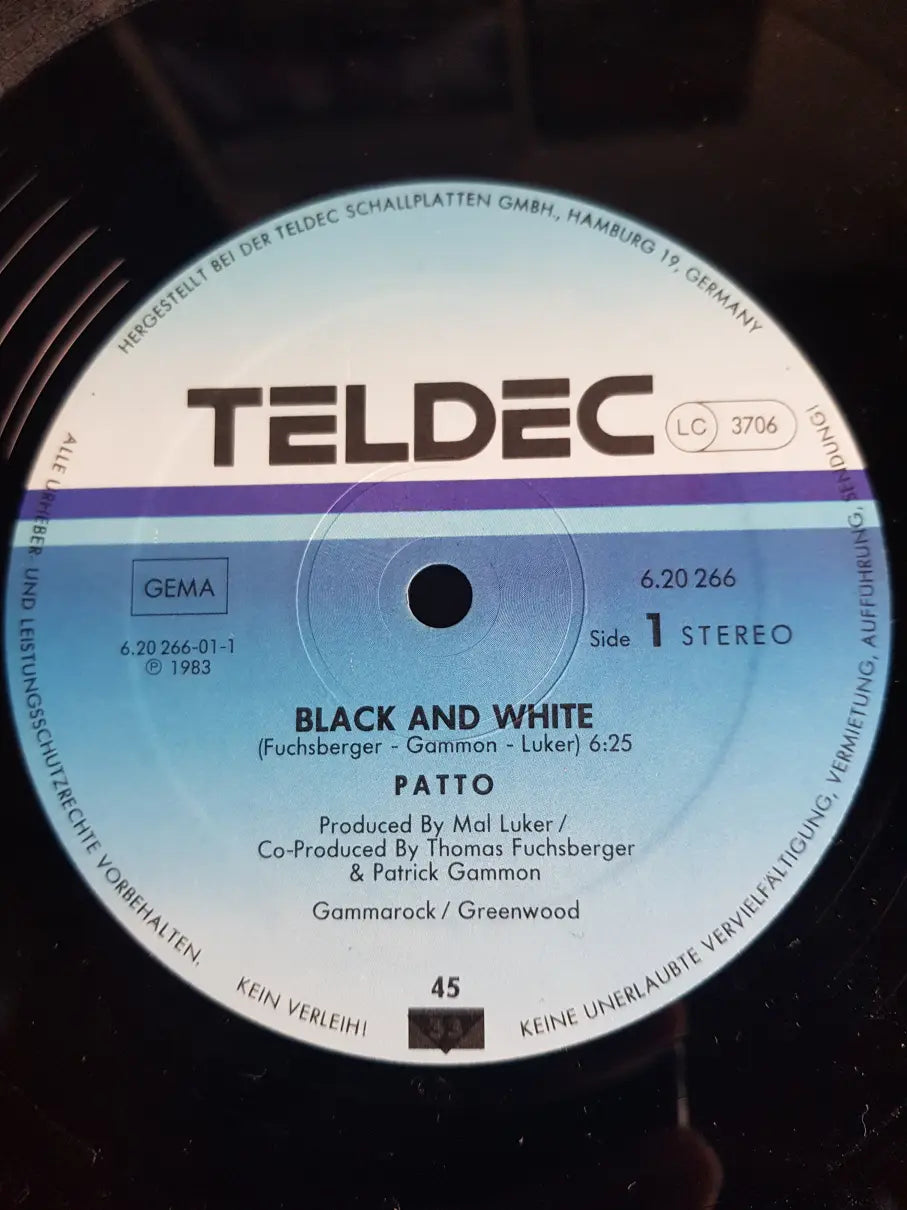 HERGESTELLT BEI DER TELDEC SCHALLPLATTEN GMBH., HAMBURG 19, GERMANY
TELDEC
LC 3706
GEMA
6.20 266
6.20 266-01-1
℗ 1983
Side 1 STEREO
BLACK AND WHITE
(Fuchsberger - Gammon - Luker) 6:25
PATTO
Produced By Mal Luker /
Co-Produced By Thomas Fuchsberger
& Patrick Gammon
Gammarock / Greenwood
45
ALLE URHEBER- UND LEISTUNGSSCHUTZRECHTE VORBEHALTEN.
KEIN VERLEIH!
KEINE UNERLAUBTE VERVIELFÄLTIGUNG, VERMIETUNG, AUFFÜHRUNG, SENDUNG!